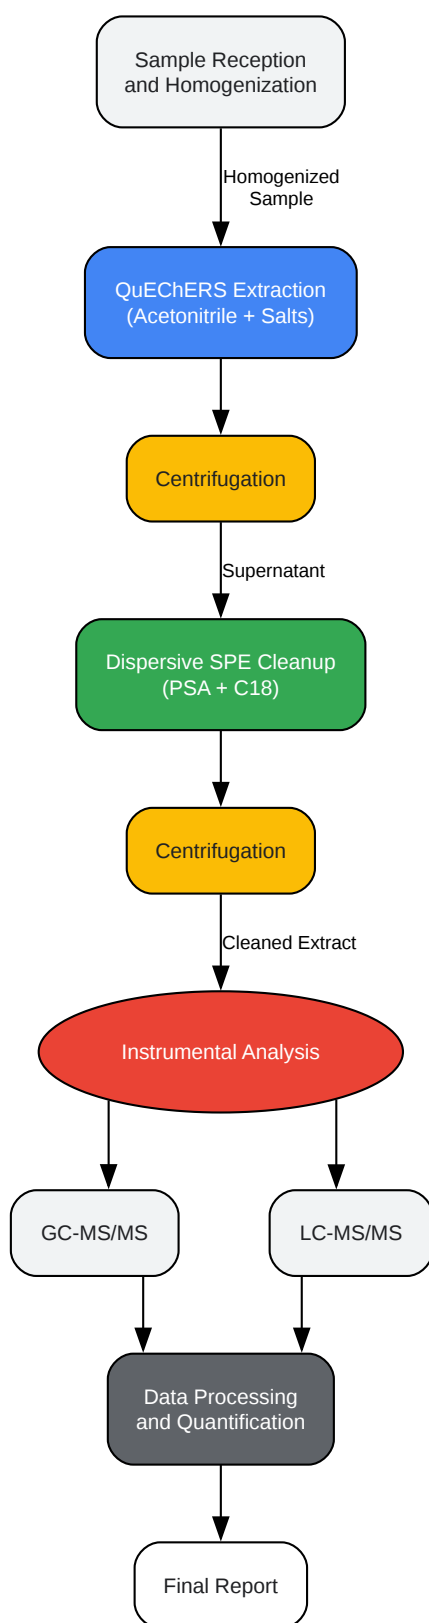 Sample Reception
and Homogenization
Homogenized
Sample
QuEChERS Extraction
(Acetonitrile + Salts)
Centrifugation
Supernatant
Dispersive SPE Cleanup
(PSA + C18)
Centrifugation
Cleaned Extract
Instrumental Analysis
GC-MS/MS
LC-MS/MS
Data Processing
and Quantification
Final Report